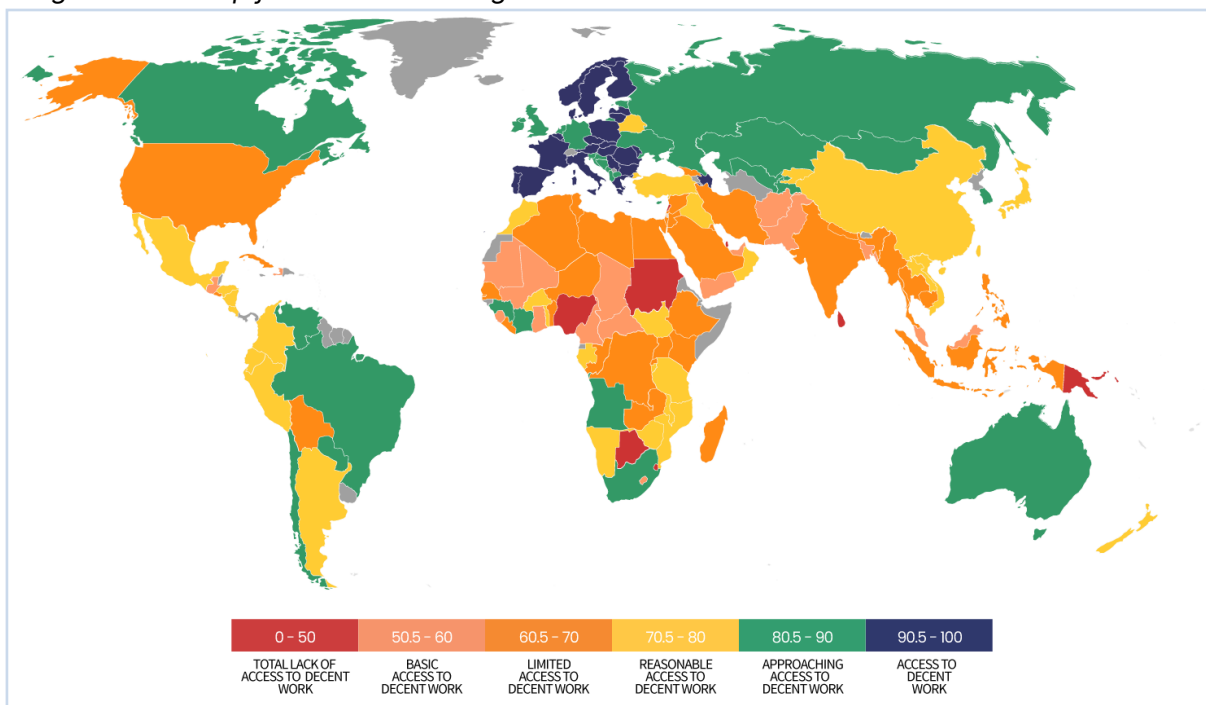 0 – 50
50.5 – 60
60.5 – 70
70.5 – 80
80.5 – 90
90.5 – 100
TOTAL LACK OF
ACCESS TO DECENT
WORK
BASIC
ACCESS TO
DECENT WORK
LIMITED
ACCESS TO
DECENT WORK
REASONABLE
ACCESS TO
DECENT WORK
APPROACHING
ACCESS TO
DECENT WORK
ACCESS TO
DECENT
WORK